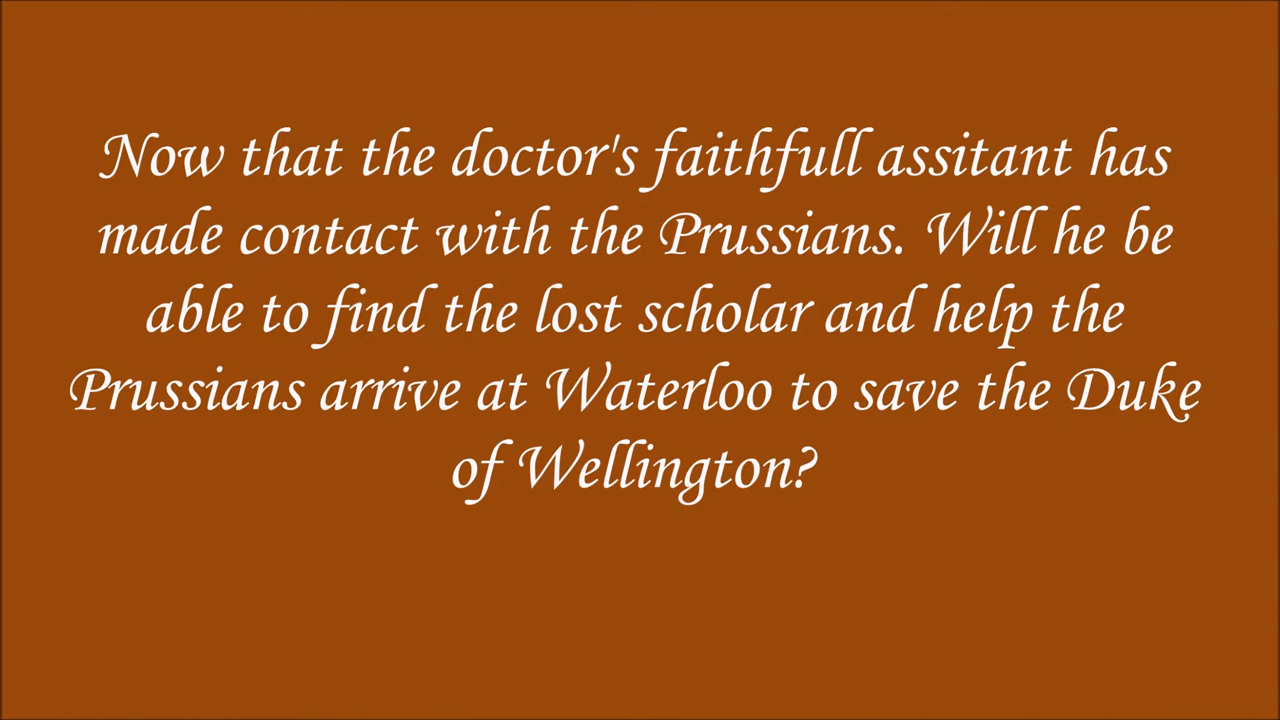 Now that the doctor's faithfull assitant has
made contact with the Prussians. Will he be
able to find the lost scholar and help the
Prussians arrive at Waterloo to save the Duke
of Wellington?